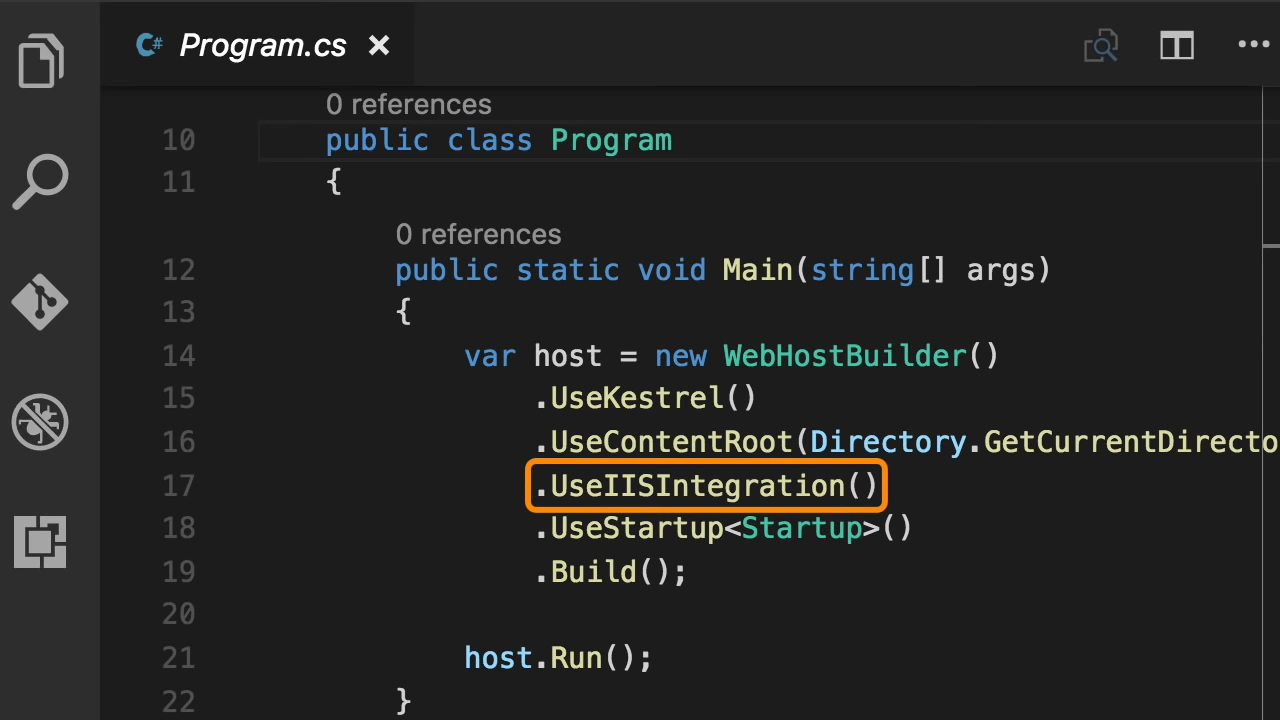 C# Program.cs ×
0 references
10 public class Program
11 {
0 references
12 public static void Main(string[] args)
13 {
14 var host = new WebHostBuilder()
15 .UseKestrel()
16 .UseContentRoot(Directory.GetCurrentDirecto
17 .UseIISIntegration()
18 .UseStartup<Startup>()
19 .Build();
20
21 host.Run();
22 }